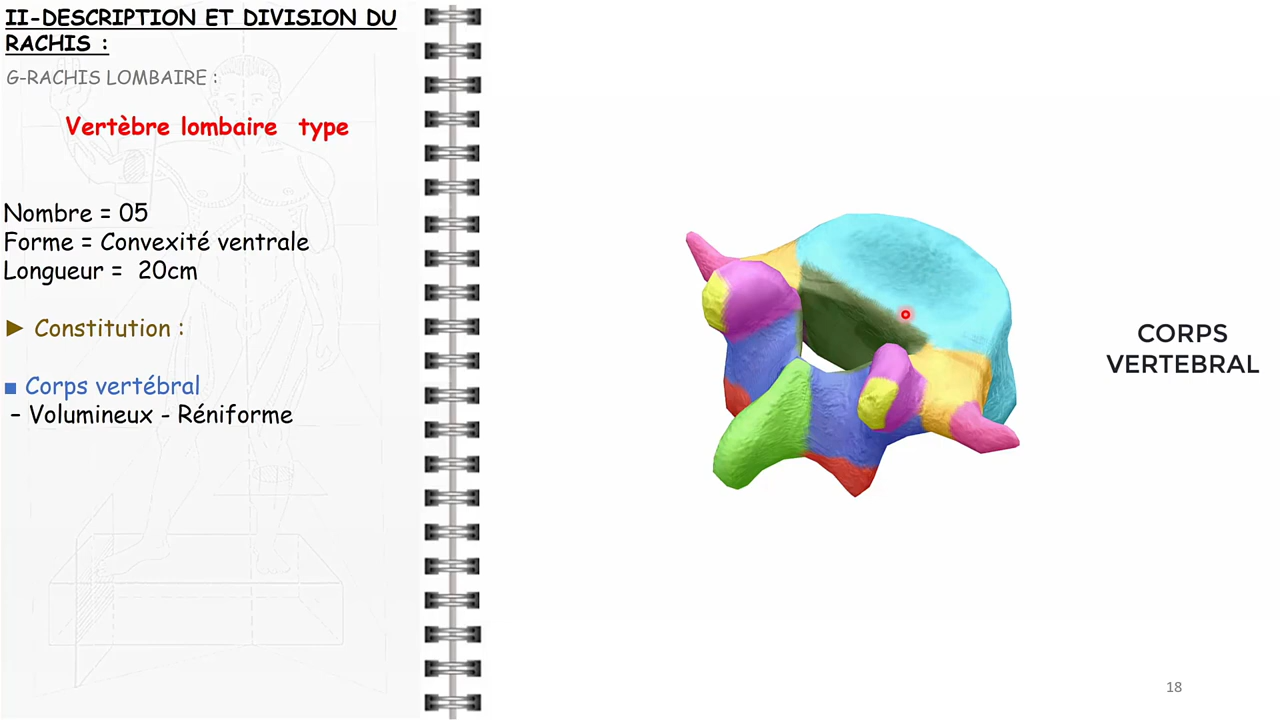 II-DESCRIPTION ET DIVISION DU
RACHIS :
G-RACHIS LOMBAIRE :
Vertèbre lombaire type
Nombre = 05
Forme = Convexité ventrale
Longueur = 20cm
► Constitution :
■ Corps vertébral
– Volumineux - Réniforme
CORPS
VERTEBRAL
18